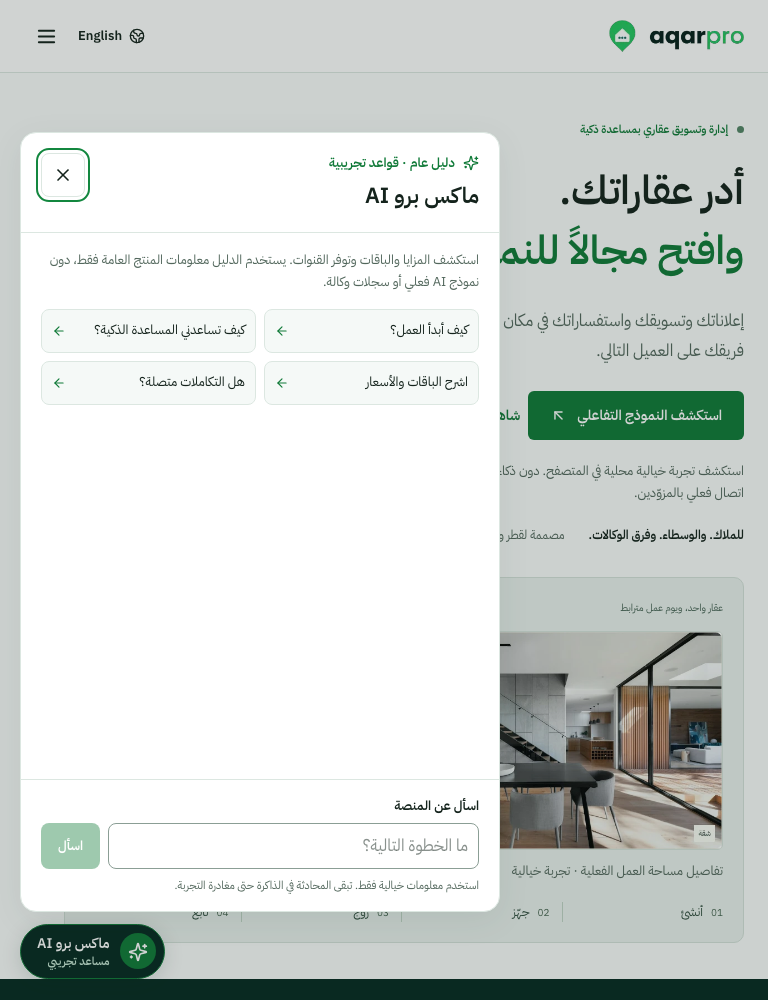 aqarpro
English
إدارة وتسويق عقاري بمساعدة ذكية
أدر عقاراتك.
وافتح مجالاً
إعلاناتك وتسويقك واستفساراتك في مكان
فريقك على العميل التالي.
استكشف النموذج التفاعلي
استكشف تجربة خيالية محلية في المتصفح. دون
اتصال فعلي بالمزوّدين.
للملاك. والوسطاء. وفرق الوكالات.
مصممة لقطر
عقار واحد، ويوم عمل مترابط
شقة
تفاصيل مساحة العمل الفعلية · تجربة خيالية
01 أنشئ
02 جهّز
03 روّج
04 تابع
دليل عام · قواعد تجريبية
ماكس برو AI
استكشف المزايا والباقات وتوفر القنوات. يستخدم الدليل معلومات المنتج العامة فقط، دون
نموذج AI فعلي أو سجلات وكالة.
كيف أبدأ العمل؟
كيف تساعدني المساعدة الذكية؟
اشرح الباقات والأسعار
هل التكاملات متصلة؟
اسأل عن المنصة
ما الخطوة التالية؟
اسأل
استخدم معلومات خيالية فقط. تبقى المحادثة في الذاكرة حتى مغادرة التجربة.
ماكس برو AI
مساعد تجريبي